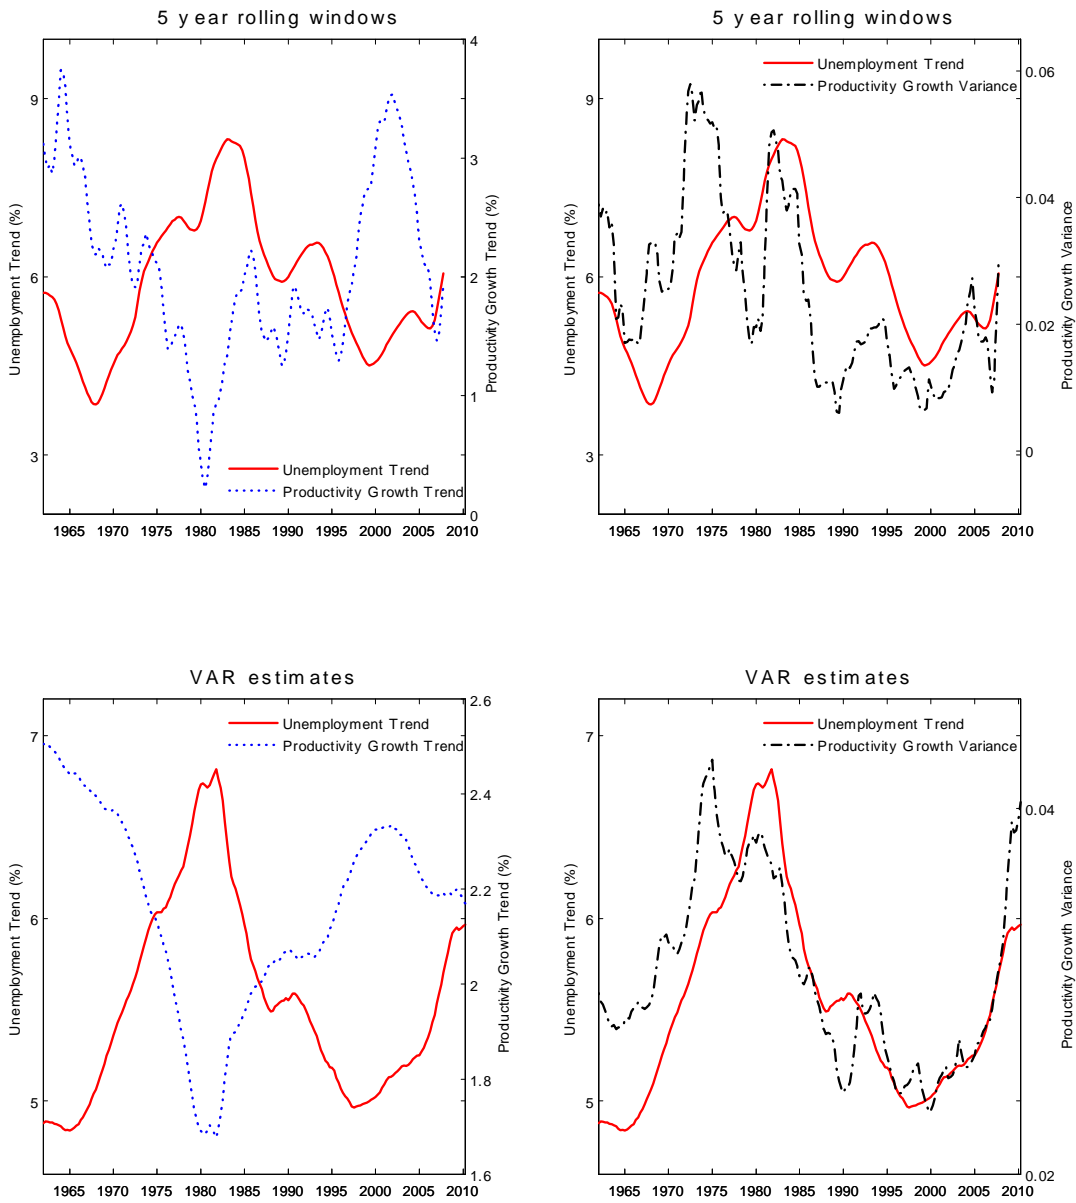 5 year rolling windows
4
9
3
6
2
1
3
0
Unemployment Trend (%)
Productivity Growth Trend (%)
Unemployment Trend
Productivity Growth Trend
1965 1970 1975 1980 1985 1990 1995 2000 2005 2010
5 year rolling windows
Unemployment Trend
Productivity Growth Variance
9
6
3
0.06
0.04
0.02
0
Unemployment Trend (%)
Productivity Growth Variance
1965 1970 1975 1980 1985 1990 1995 2000 2005 2010
VAR estimates
Unemployment Trend
Productivity Growth Trend
7
6
5
2.6
2.4
2.2
2
1.8
1.6
Unemployment Trend (%)
Productivity Growth Trend (%)
1965 1970 1975 1980 1985 1990 1995 2000 2005 2010
VAR estimates
Unemployment Trend
Productivity Growth Variance
7
6
5
0.04
0.02
Unemployment Trend (%)
Productivity Growth Variance
1965 1970 1975 1980 1985 1990 1995 2000 2005 2010